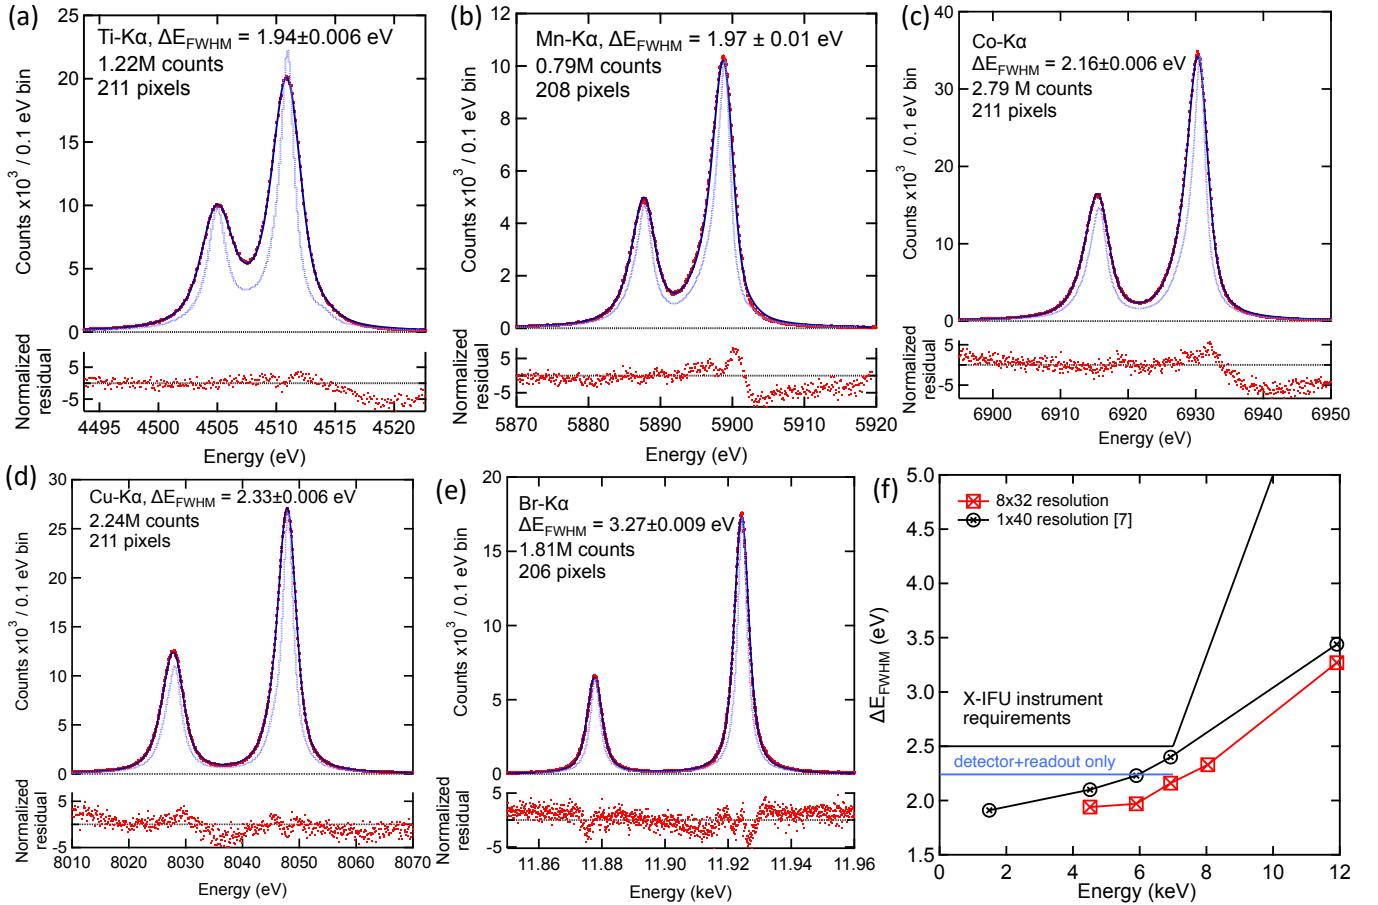 (a)
Ti-Kα, ΔE_FWHM = 1.94±0.006 eV
1.22M counts
211 pixels
Counts x10³ / 0.1 eV bin
25
20
15
10
5
0
Normalized
residual
5
-5
4495 4500 4505 4510 4515 4520
Energy (eV)
(b)
Mn-Kα, ΔE_FWHM = 1.97 ± 0.01 eV
0.79M counts
208 pixels
Counts x10³ / 0.1 eV bin
12
10
8
6
4
2
0
Normalized
residual
5
-5
5870 5880 5890 5900 5910 5920
Energy (eV)
(c)
Co-Kα
ΔE_FWHM = 2.16±0.006 eV
2.79 M counts
211 pixels
Counts x10³ / 0.1 eV bin
40
30
20
10
0
Normalized
residual
5
-5
6900 6910 6920 6930 6940 6950
Energy (eV)
(d)
Cu-Kα, ΔE_FWHM = 2.33±0.006 eV
2.24M counts
211 pixels
Counts x10³ / 0.1 eV bin
30
25
20
15
10
5
0
Normalized
residual
5
-5
8010 8020 8030 8040 8050 8060 8070
Energy (eV)
(e)
Br-Kα
ΔE_FWHM = 3.27±0.009 eV
1.81M counts
206 pixels
Counts x10³ / 0.1 eV bin
20
15
10
5
0
Normalized
residual
5
-5
11.86 11.88 11.90 11.92 11.94 11.96
Energy (keV)
(f)
8x32 resolution
1x40 resolution [7]
X-IFU instrument
requirements
detector+readout only
ΔE_FWHM (eV)
5.0
4.5
4.0
3.5
3.0
2.5
2.0
1.5
0 2 4 6 8 10 12
Energy (keV)